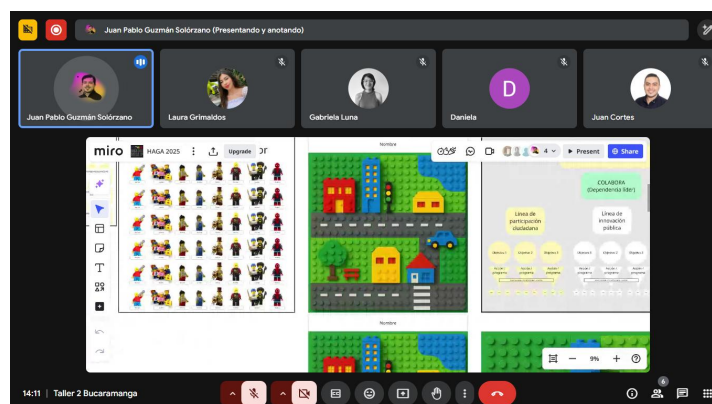 Juan Pablo Guzmán Solórzano (Presentando y anotando)
Juan Pablo Guzmán Solórzano
Laura Grimaldos
Gabriela Luna
D
Daniela
Juan Cortes
miro
HAGA 2025
Upgrade
4
Present
Share
Nombre
COLABORA
(Dependencia líder)
Línea de
participación
ciudadana
Línea de
innovación
pública
Nombre
9%
14:11 | Taller 2 Bucaramanga
6